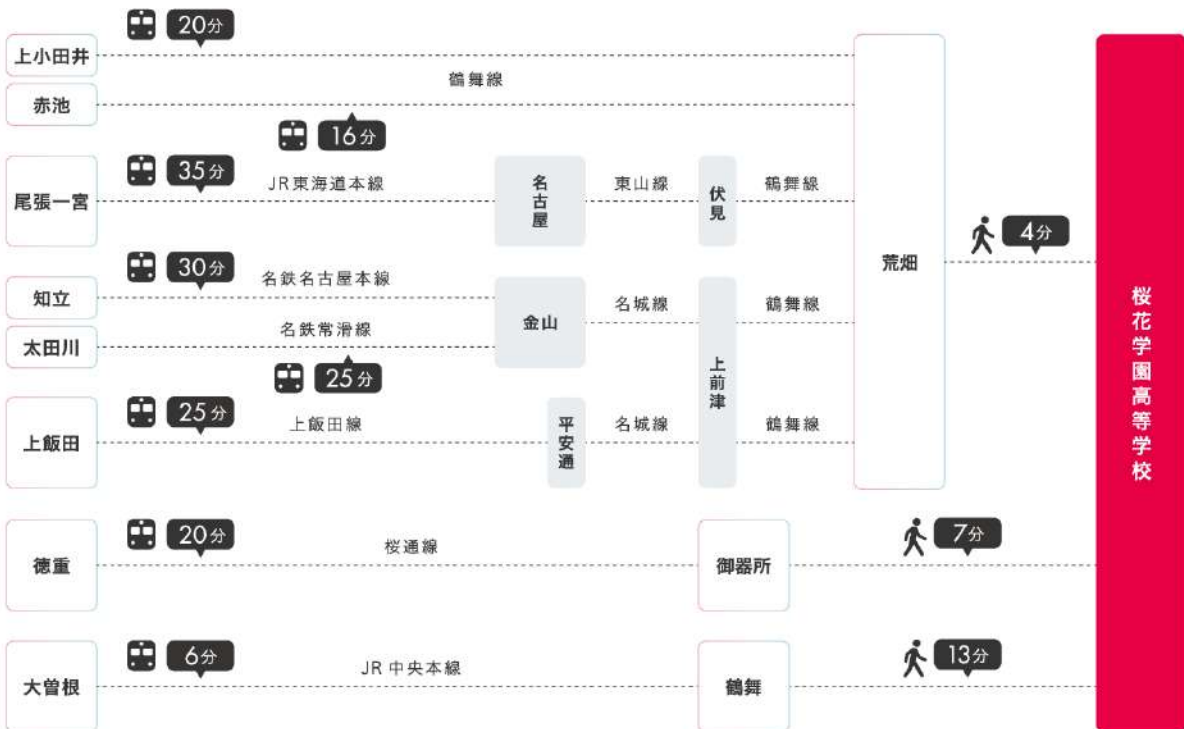 20分
上小田井
鶴舞線
赤池
16分
35分
尾張一宮
JR東海道本線
名古屋
東山線
伏見
鶴舞線
荒畑
4分
30分
知立
名鉄名古屋本線
金山
名城線
上前津
鶴舞線
太田川
名鉄常滑線
25分
25分
上飯田
上飯田線
平安通
名城線
鶴舞線
桜花学園高等学校
20分
徳重
桜通線
御器所
7分
6分
大曽根
JR中央本線
鶴舞
13分